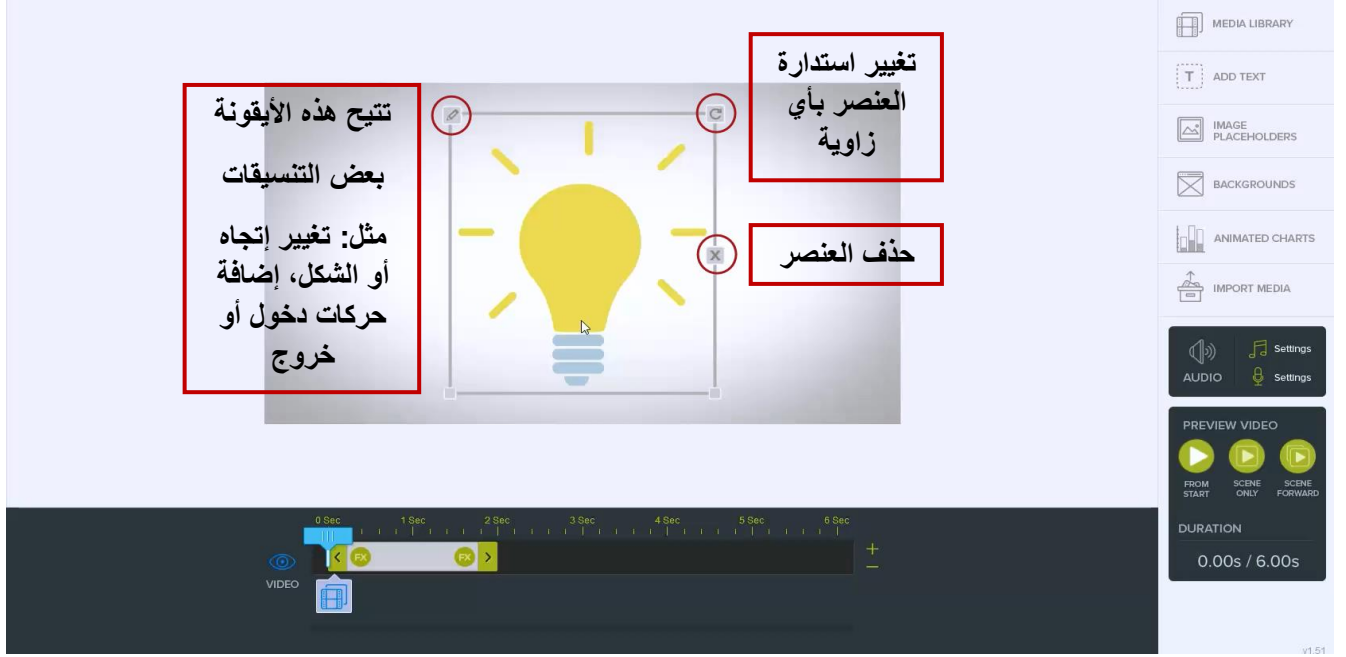 تتيح هذه الأيقونة
بعض التنسيقات
مثل: تغيير إتجاه
أو الشكل، إضافة
حركات دخول أو
خروج
تغيير استدارة
العنصر بأي
زاوية
حذف العنصر
MEDIA LIBRARY
T ADD TEXT
IMAGE
PLACEHOLDERS
BACKGROUNDS
ANIMATED CHARTS
IMPORT MEDIA
Settings
AUDIO
Settings
PREVIEW VIDEO
FROM START
SCENE ONLY
SCENE FORWARD
DURATION
0.00s / 6.00s
0 Sec 1 Sec 2 Sec 3 Sec 4 Sec 5 Sec 6 Sec
FX FX
VIDEO
v1.51